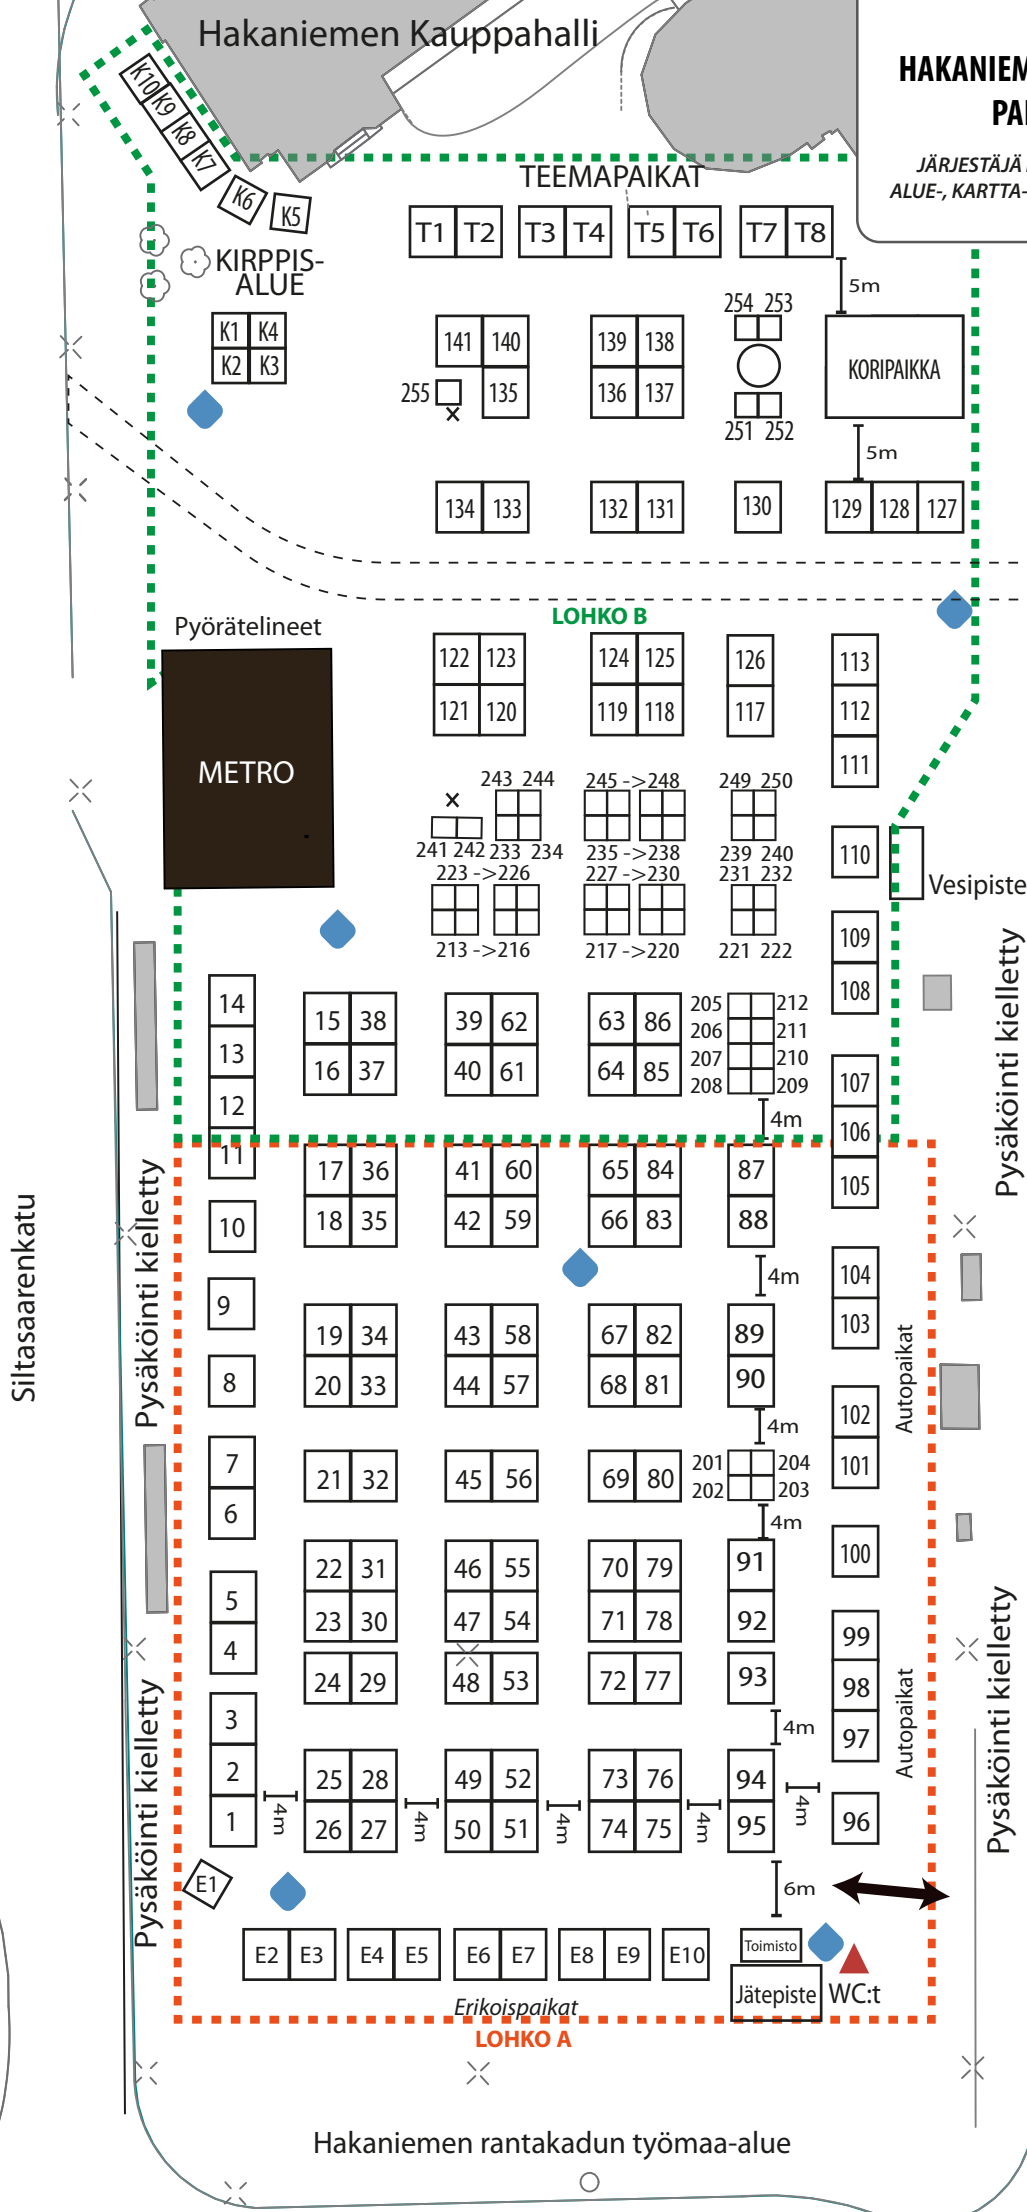 Hakaniemen Kauppahalli
HAKANIEM
PAI
JÄRJESTÄJÄ
ALUE-, KARTTA-
K10
K9
K8
K7
K6
K5
TEEMAPAIKAT
T1 T2 T3 T4 T5 T6 T7 T8
KIRPPIS-
ALUE
5m
254 253
K1 K4
K2 K3
141 140 139 138
KORIPAIKKA
255 135 136 137
251 252
5m
134 133 132 131 130 129 128 127
LOHKO B
Pyörätelineet
122 123 124 125 126 113
121 120 119 118 117 112
METRO
111
243 244 245 ->248 249 250
241 242 233 234 235 ->238 239 240
110
223 ->226 227 ->230 231 232
Vesipiste
213 ->216 217 ->220 221 222
109
108
14
15 38 39 62 63 86
205 212
206 211
13
16 37 40 61 64 85
207 210
208 209
12
107
4m
106
11
17 36 41 60 65 84 87
105
10
18 35 42 59 66 83 88
Pysäköinti kielletty
Pysäköinti kielletty
Siltasaarenkatu
4m
104
9
103
19 34 43 58 67 82 89
8
20 33 44 57 68 81 90
Autopaikat
102
4m
7
21 32 45 56 69 80
201 204
202 203
101
6
4m
22 31 46 55 70 79 91
100
5
23 30 47 54 71 78 92
99
4
24 29 48 53 72 77 93
98
3
4m
97
Autopaikat
Pysäköinti kielletty
Pysäköinti kielletty
2
25 28 49 52 73 76 94
4m 4m 4m 4m 4m
1
26 27 50 51 74 75 95
96
E1
6m
E2 E3 E4 E5 E6 E7 E8 E9 E10
Toimisto
Jätepiste
WC:t
Erikoispaikat
LOHKO A
Hakaniemen rantakadun työmaa-alue